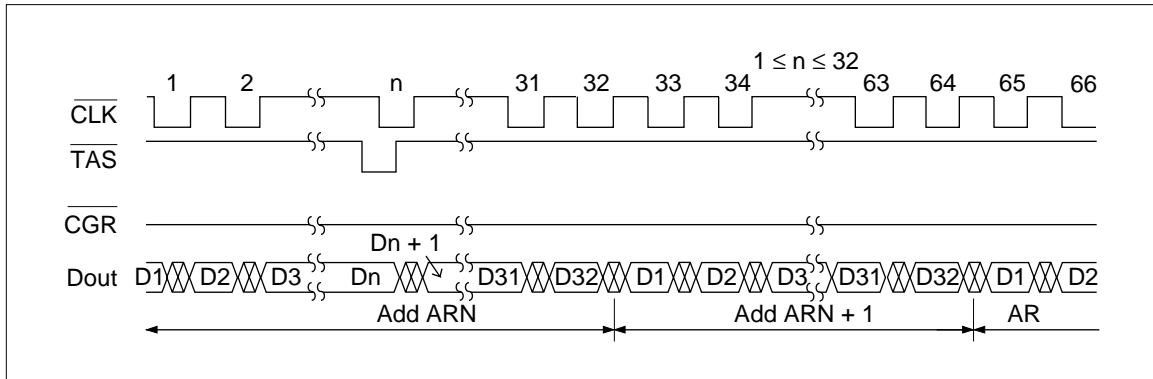 1 ≤ n ≤ 32
1 2 n 31 32 33 34 63 64 65 66
CLK
TAS
CGR
Dn + 1
Dout D1 D2 D3 Dn D31 D32 D1 D2 D3 D31 D32 D1 D2
Add ARN Add ARN + 1 AR